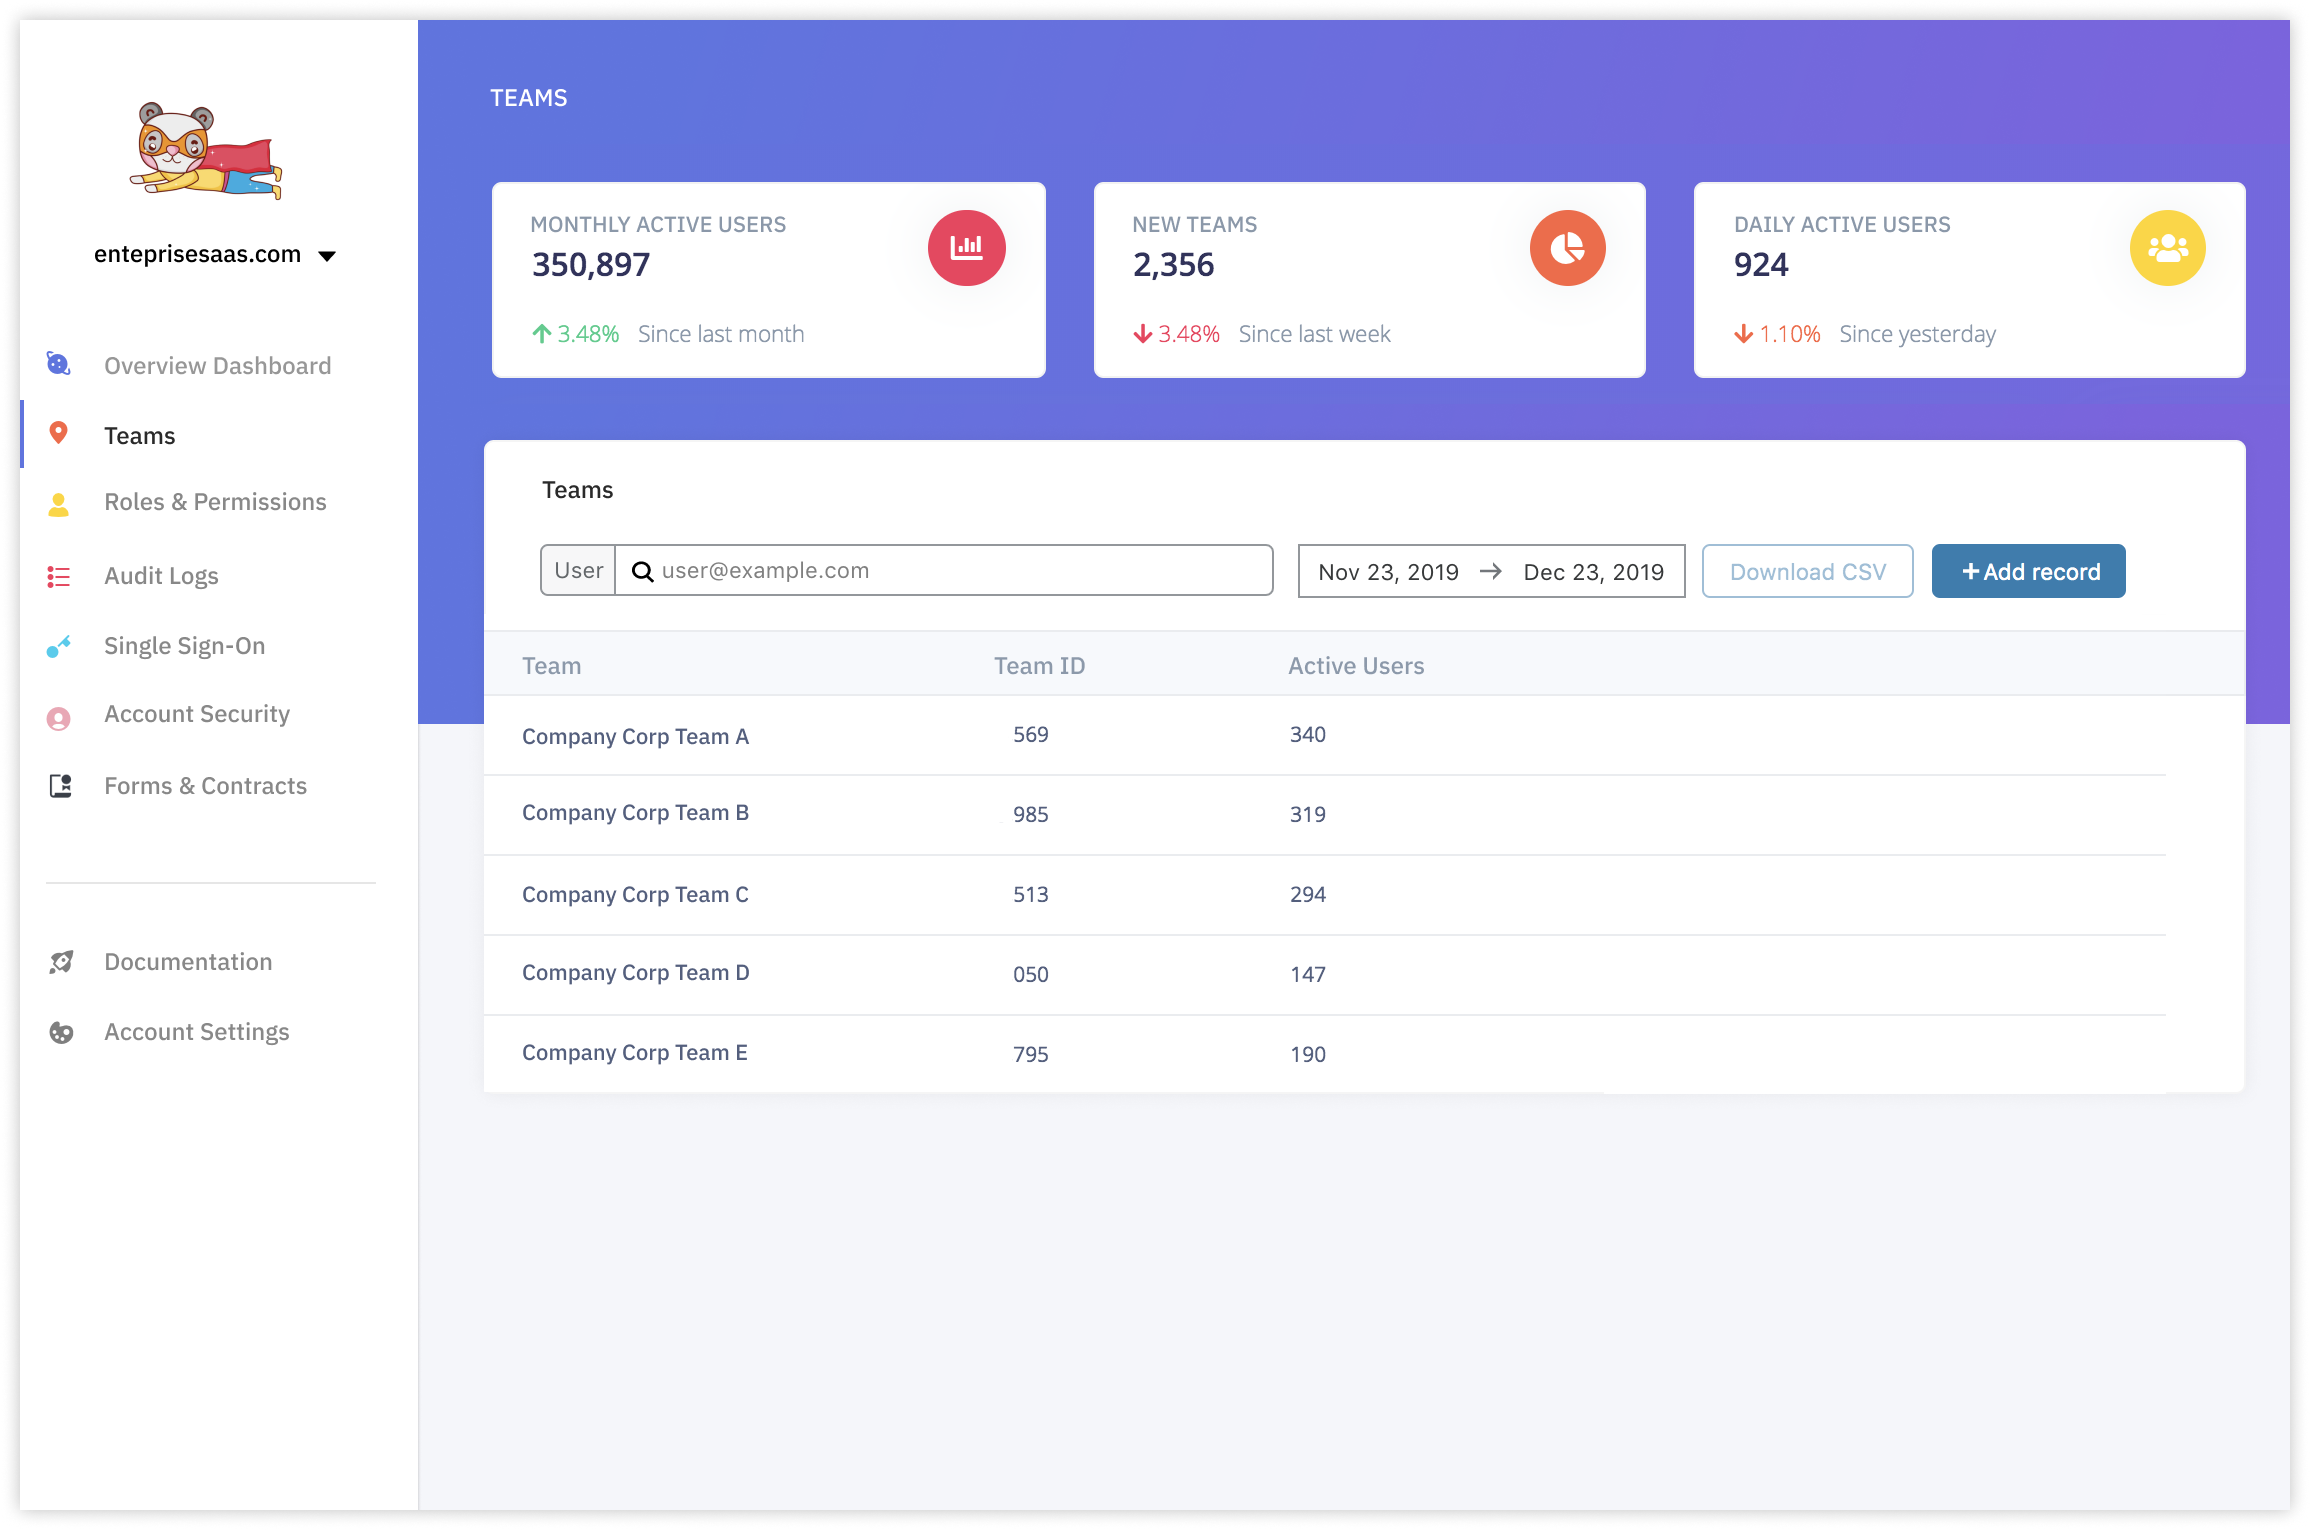 enteprisesaas.com
Overview Dashboard
Teams
Roles & Permissions
Audit Logs
Single Sign-On
Account Security
Forms & Contracts
Documentation
Account Settings
TEAMS
MONTHLY ACTIVE USERS
350,897
3.48% Since last month
NEW TEAMS
2,356
3.48% Since last week
DAILY ACTIVE USERS
924
1.10% Since yesterday
Teams
User user@example.com Nov 23, 2019 → Dec 23, 2019 Download CSV +Add record
Team Team ID Active Users
Company Corp Team A 569 340
Company Corp Team B 985 319
Company Corp Team C 513 294
Company Corp Team D 050 147
Company Corp Team E 795 190